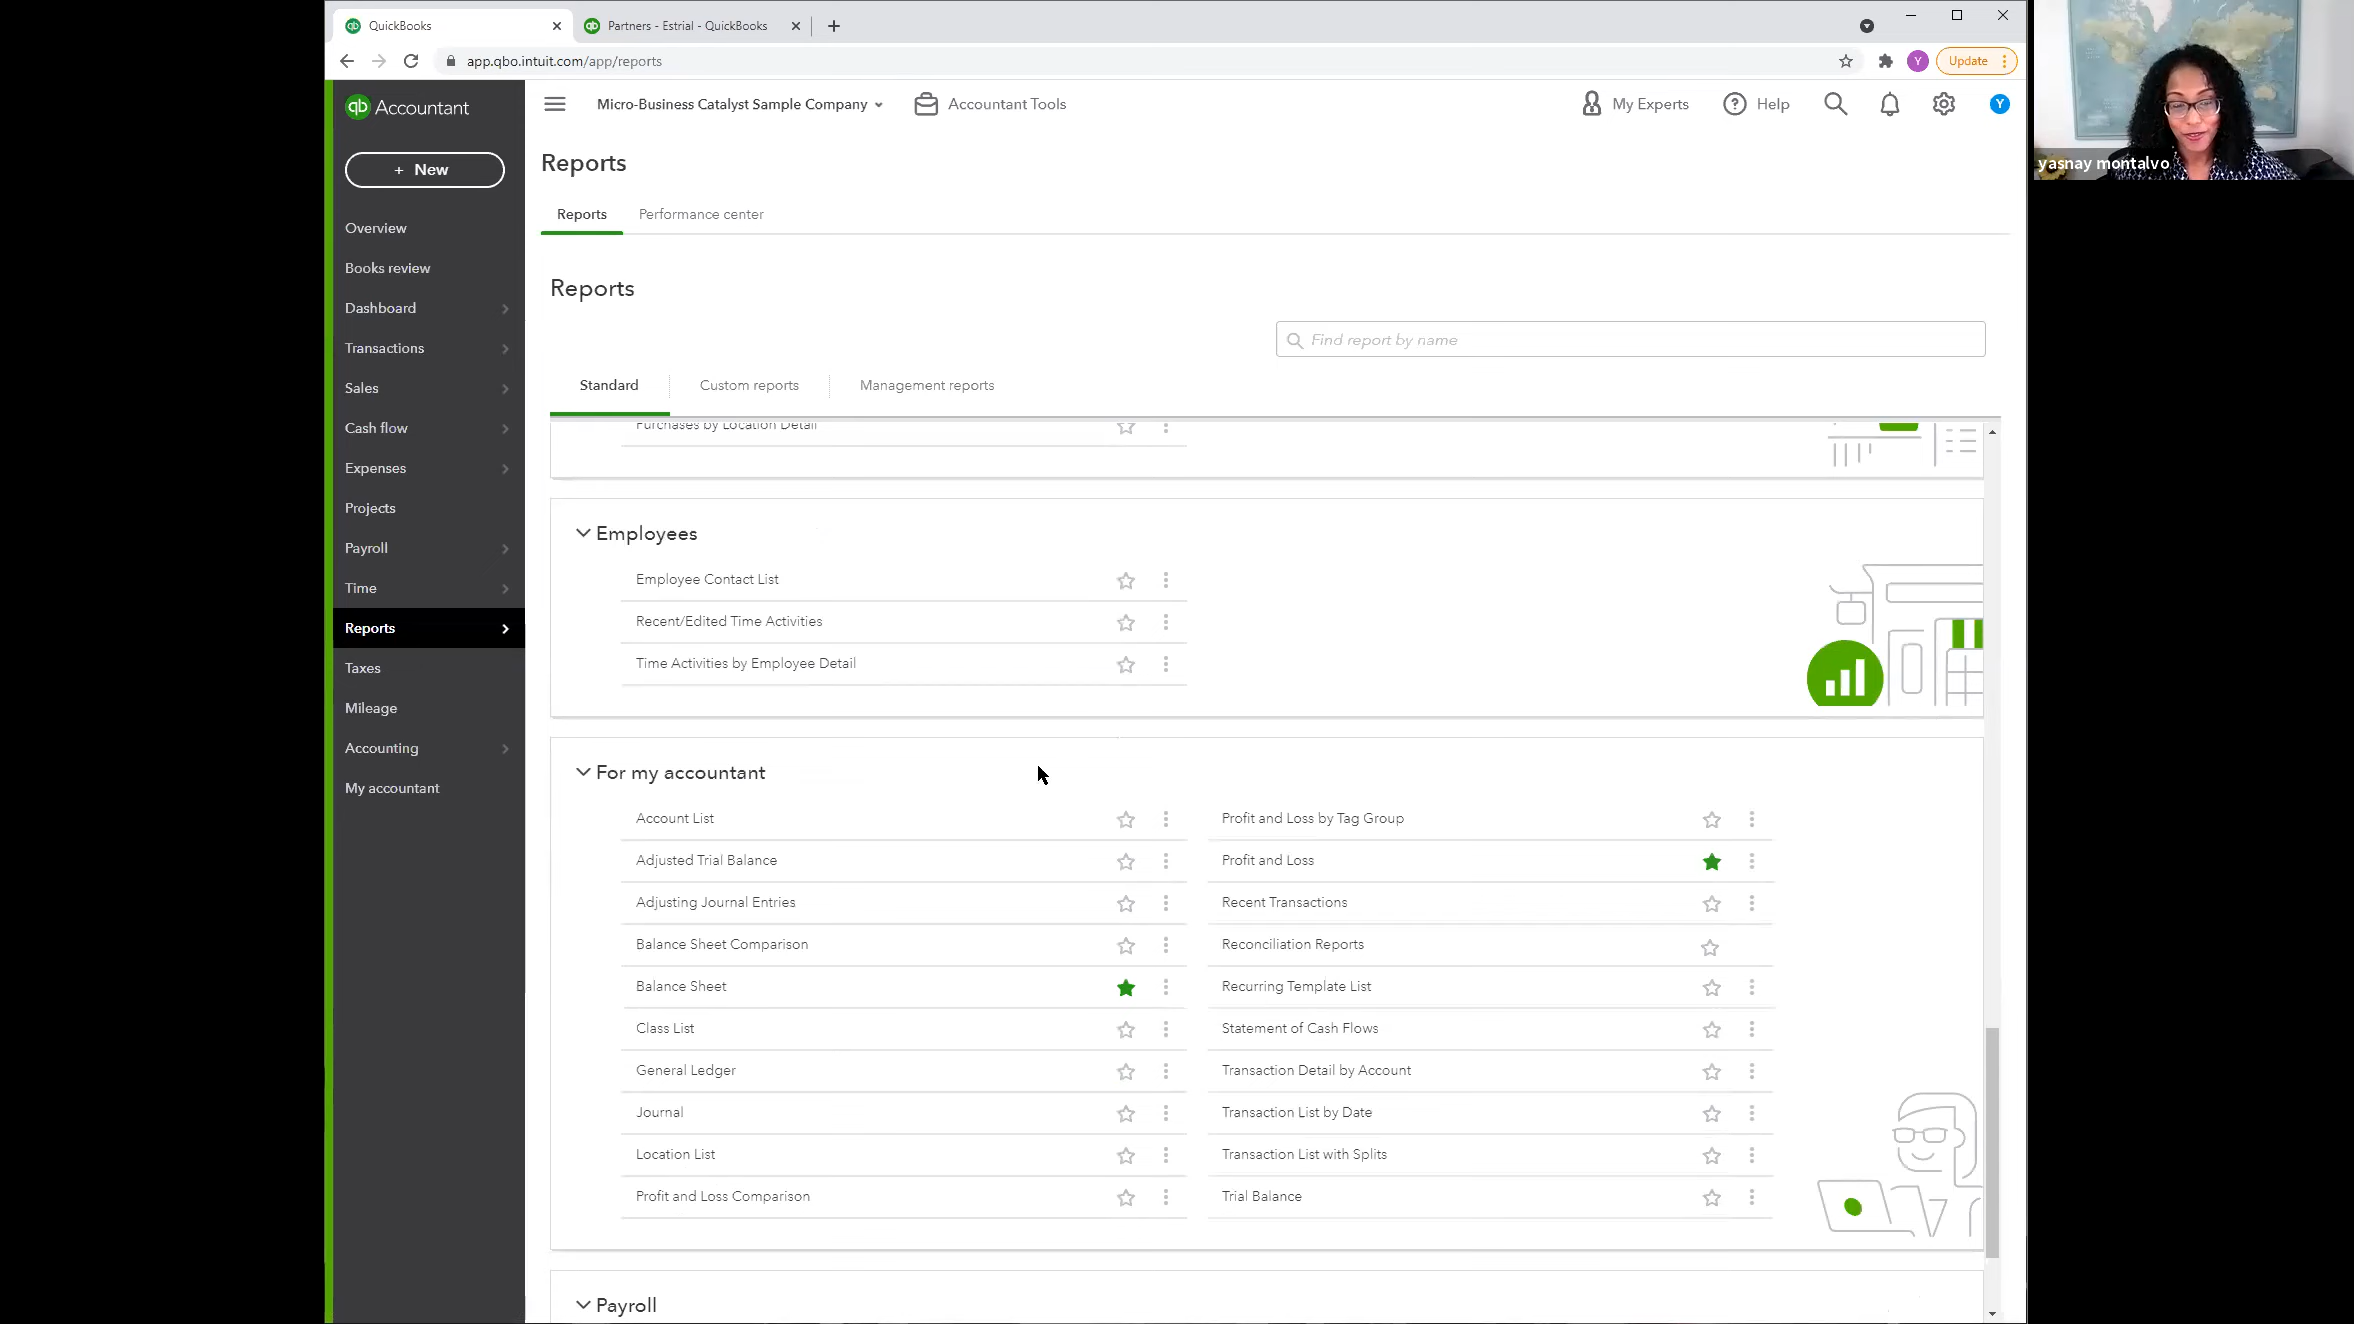 QuickBooks
Partners - Estrial - QuickBooks
app.qbo.intuit.com/app/reports
Y
Update
qb Accountant
Micro-Business Catalyst Sample Company
Accountant Tools
My Experts
Help
Y
yasnay montalvo
+ New
Overview
Books review
Dashboard
Transactions
Sales
Cash flow
Expenses
Projects
Payroll
Time
Reports
Taxes
Mileage
Accounting
My accountant
Reports
Reports
Performance center
Reports
Find report by name
Standard
Custom reports
Management reports
Purchases by Location Detail
Employees
Employee Contact List
Recent/Edited Time Activities
Time Activities by Employee Detail
For my accountant
Account List
Adjusted Trial Balance
Adjusting Journal Entries
Balance Sheet Comparison
Balance Sheet
Class List
General Ledger
Journal
Location List
Profit and Loss Comparison
Profit and Loss by Tag Group
Profit and Loss
Recent Transactions
Reconciliation Reports
Recurring Template List
Statement of Cash Flows
Transaction Detail by Account
Transaction List by Date
Transaction List with Splits
Trial Balance
Payroll